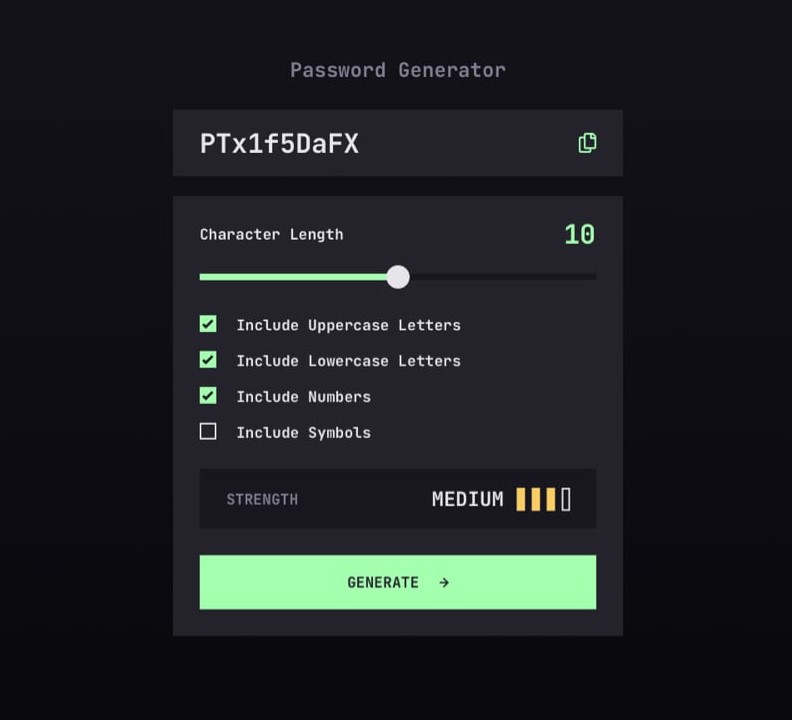 Password Generator
PTx1f5DaFX
Character Length 10
Include Uppercase Letters
Include Lowercase Letters
Include Numbers
Include Symbols
STRENGTH MEDIUM
GENERATE →